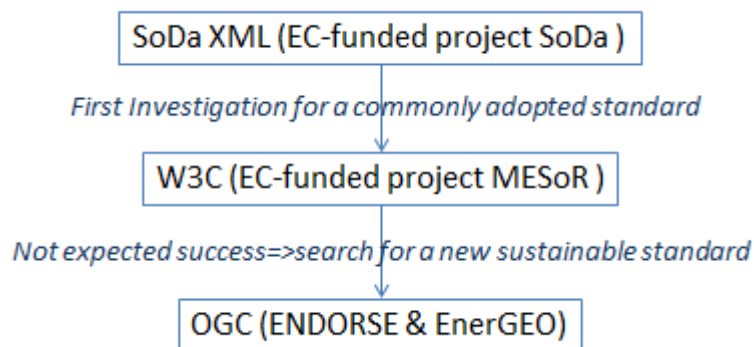 SoDa XML (EC-funded project SoDa )
First Investigation for a commonly adopted standard
W3C (EC-funded project MESoR )
Not expected success=>search for a new sustainable standard
OGC (ENDORSE & EnerGEO)